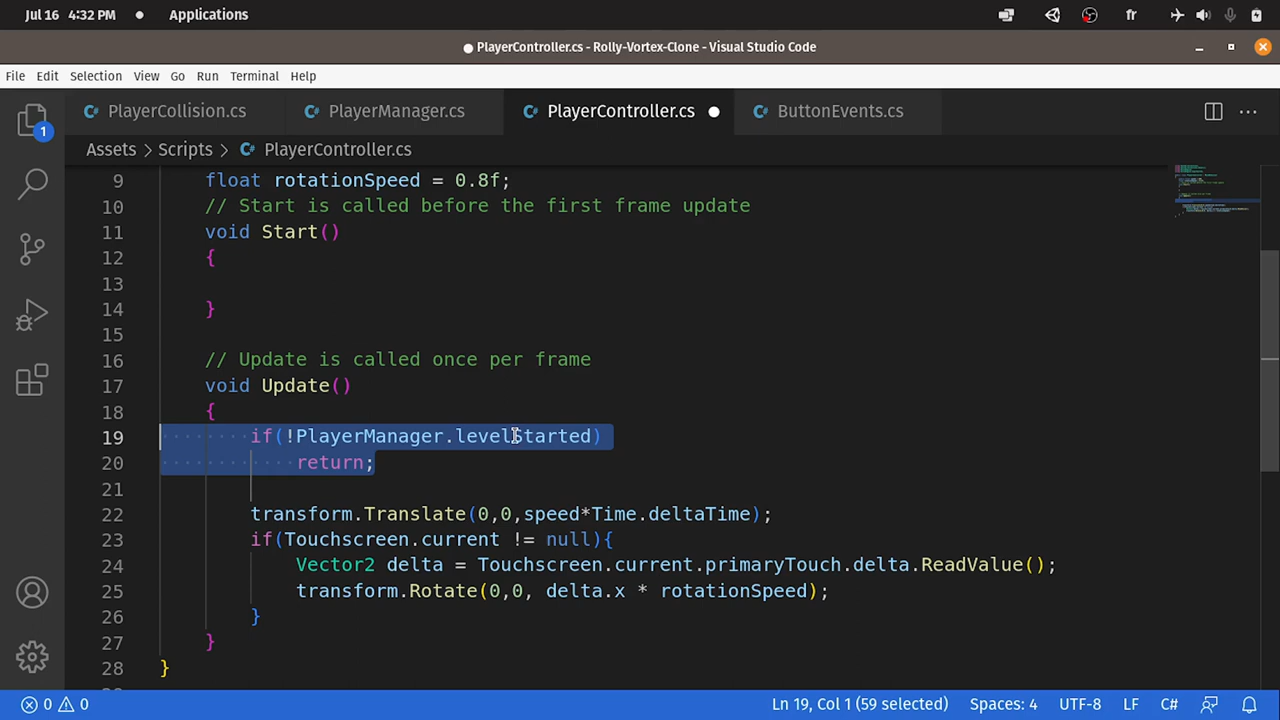 Jul 16 4:32 PM Applications fr
PlayerController.cs - Rolly-Vortex-Clone - Visual Studio Code
File Edit Selection View Go Run Terminal Help
C# PlayerCollision.cs C# PlayerManager.cs C# PlayerController.cs C# ButtonEvents.cs
Assets > Scripts > C# PlayerController.cs
1
9 float rotationSpeed = 0.8f;
10 // Start is called before the first frame update
11 void Start()
12 {
13
14 }
15
16 // Update is called once per frame
17 void Update()
18 {
19 if(!PlayerManager.levelStarted)
20 return;
21
22 transform.Translate(0,0,speed*Time.deltaTime);
23 if(Touchscreen.current != null){
24 Vector2 delta = Touchscreen.current.primaryTouch.delta.ReadValue();
25 transform.Rotate(0,0, delta.x * rotationSpeed);
26 }
27 }
28 }
0 0 Ln 19, Col 1 (59 selected) Spaces: 4 UTF-8 LF C#